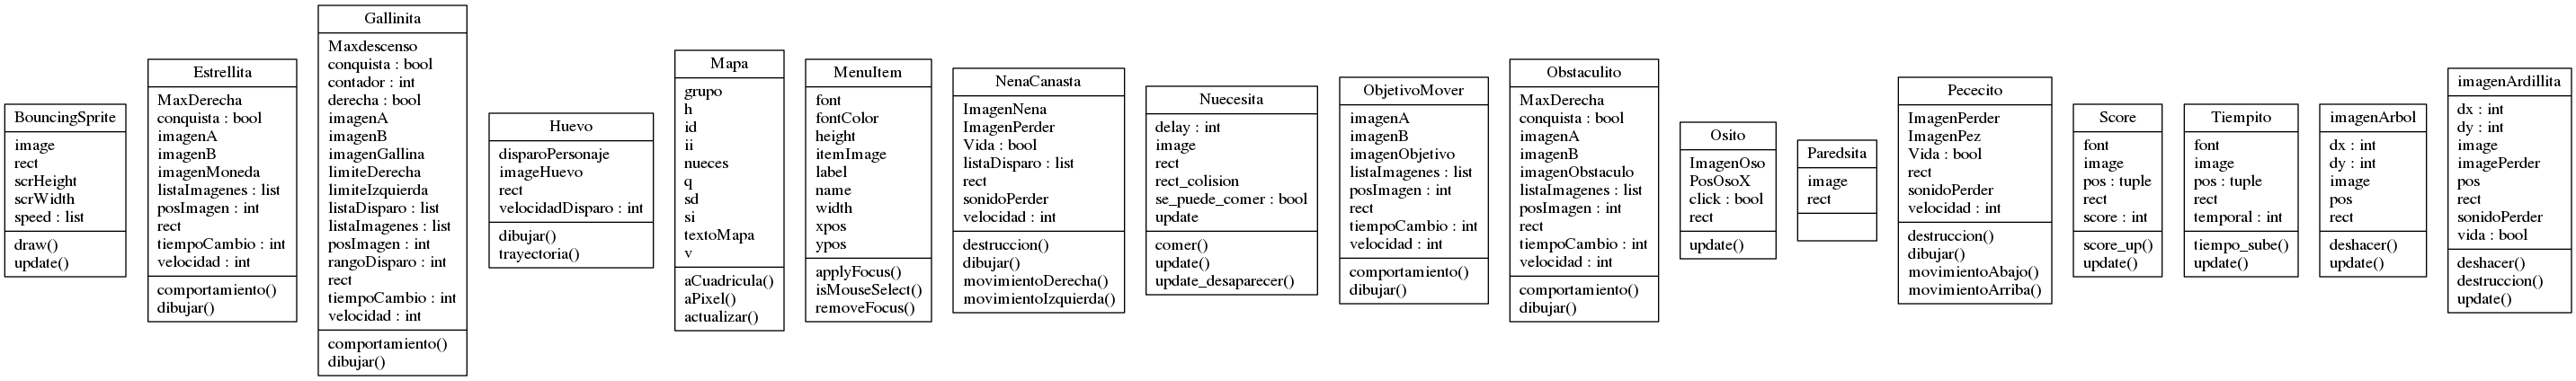 BouncingSprite
image
rect
scrHeight
scrWidth
speed : list
draw()
update()
Estrellita
MaxDerecha
conquista : bool
imagenA
imagenB
imagenMoneda
listaImagenes : list
posImagen : int
rect
tiempoCambio : int
velocidad : int
comportamiento()
dibujar()
Gallinita
Maxdescenso
conquista : bool
contador : int
derecha : bool
imagenA
imagenB
imagenGallina
limiteDerecha
limiteIzquierda
listaDisparo : list
listaImagenes : list
posImagen : int
rangoDisparo : int
rect
tiempoCambio : int
velocidad : int
comportamiento()
dibujar()
Huevo
disparoPersonaje
imageHuevo
rect
velocidadDisparo : int
dibujar()
trayectoria()
Mapa
grupo
h
id
ii
nueces
q
sd
si
textoMapa
v
aCuadricula()
aPixel()
actualizar()
MenuItem
font
fontColor
height
itemImage
label
name
width
xpos
ypos
applyFocus()
isMouseSelect()
removeFocus()
NenaCanasta
ImagenNena
ImagenPerder
Vida : bool
listaDisparo : list
rect
sonidoPerder
velocidad : int
destruccion()
dibujar()
movimientoDerecha()
movimientoIzquierda()
Nuecesita
delay : int
image
rect
rect_colision
se_puede_comer : bool
update
comer()
update()
update_desaparecer()
ObjetivoMover
imagenA
imagenB
imagenObjetivo
listaImagenes : list
posImagen : int
rect
tiempoCambio : int
velocidad : int
comportamiento()
dibujar()
Obstaculito
MaxDerecha
conquista : bool
imagenA
imagenB
imagenObstaculo
listaImagenes : list
posImagen : int
rect
tiempoCambio : int
velocidad : int
comportamiento()
dibujar()
Osito
ImagenOso
PosOsoX
click : bool
rect
update()
Paredsita
image
rect
Pececito
ImagenPerder
ImagenPez
Vida : bool
rect
sonidoPerder
velocidad : int
destruccion()
dibujar()
movimientoAbajo()
movimientoArriba()
Score
font
image
pos : tuple
rect
score : int
score_up()
update()
Tiempito
font
image
pos : tuple
rect
temporal : int
tiempo_sube()
update()
imagenArbol
dx : int
dy : int
image
pos
rect
deshacer()
update()
imagenArdillita
dx : int
dy : int
image
imagePerder
pos
rect
sonidoPerder
vida : bool
deshacer()
destruccion()
update()